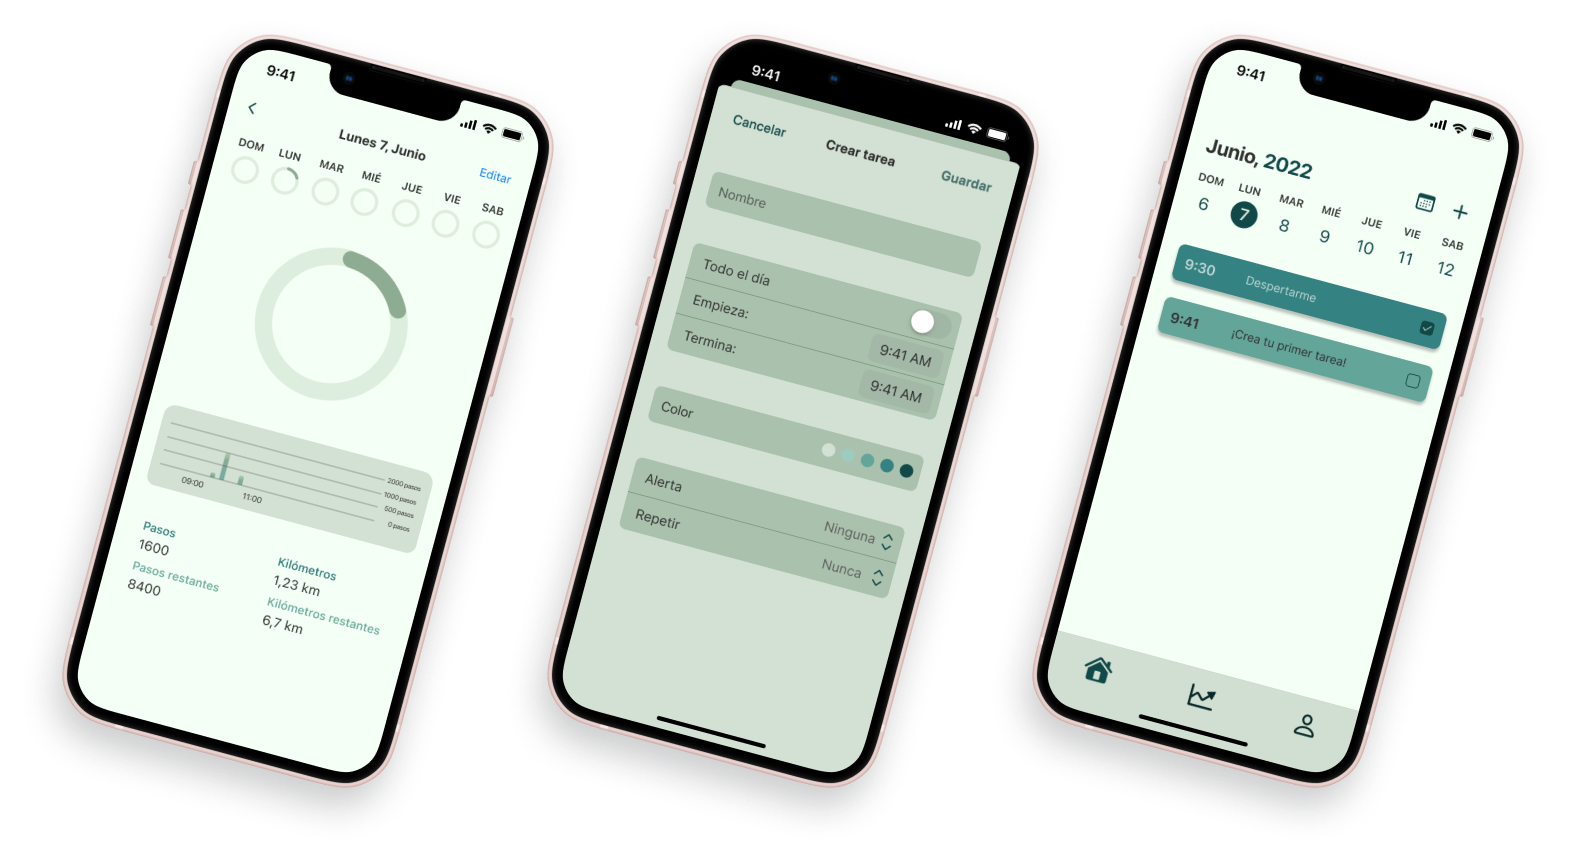 9:41
Lunes 7, Junio
Editar
DOM LUN MAR MIÉ JUE VIE SAB
2000 pasos
1000 pasos
500 pasos
0 pasos
09:00 11:00
Pasos
1600
Pasos restantes
8400
Kilómetros
1,23 km
Kilómetros restantes
6,7 km
9:41
Cancelar Crear tarea Guardar
Nombre
Todo el día
Empieza: 9:41 AM
Termina: 9:41 AM
Color
Alerta Ninguna
Repetir Nunca
9:41
Junio, 2022
DOM LUN MAR MIÉ JUE VIE SAB
6 7 8 9 10 11 12
9:30 Despertarme
9:41 ¡Crea tu primer tarea!